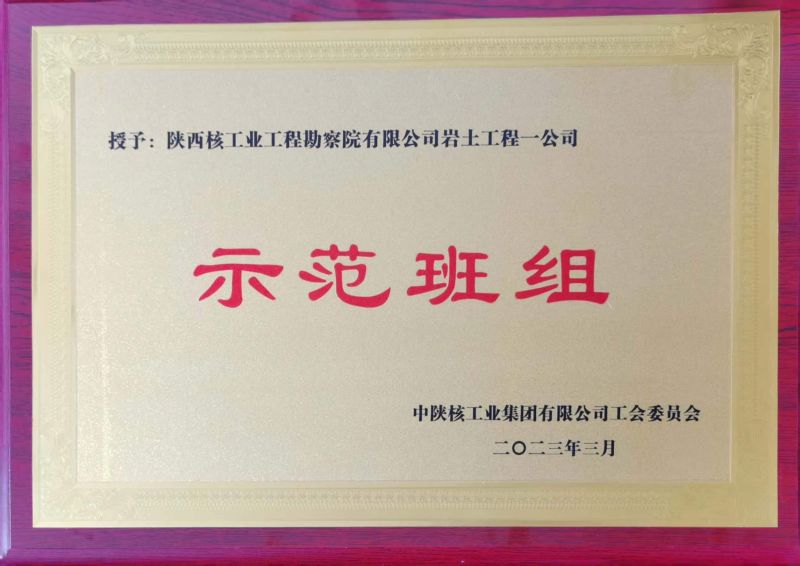 授予：陕西核工业工程勘察院有限公司岩土工程一公司
示范班组
中陕核工业集团有限公司工会委员会
二〇二三年三月